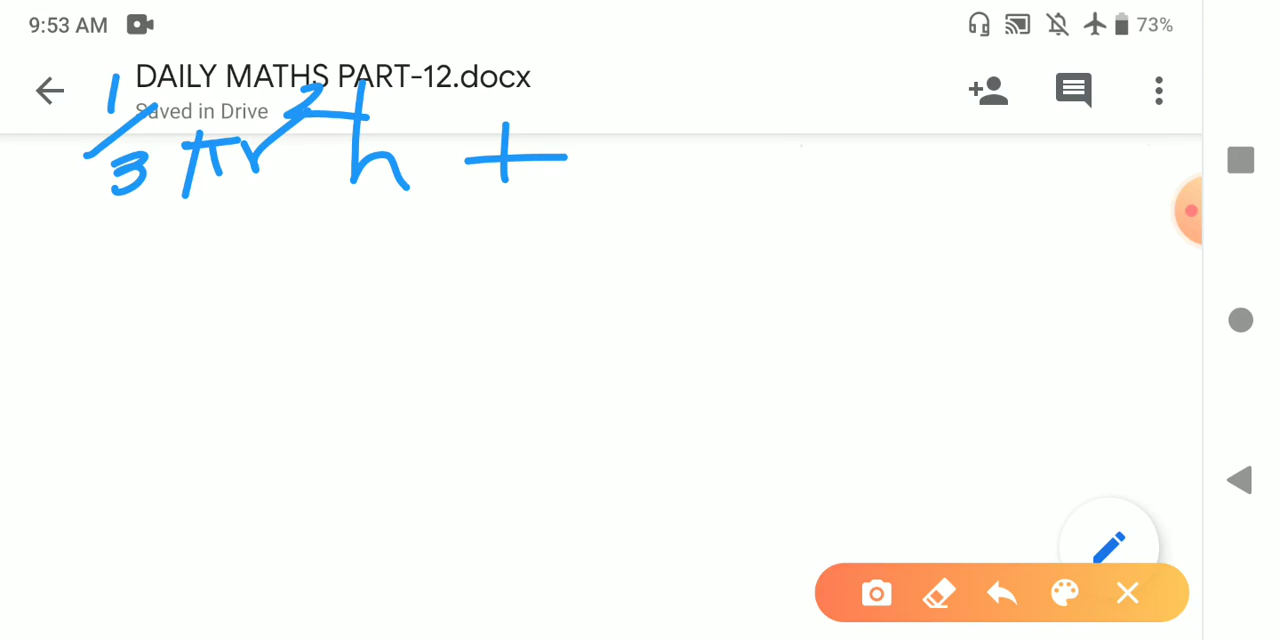 9:53 AM 73%
DAILY MATHS PART-12.docx
Saved in Drive
1/3 πr²h +